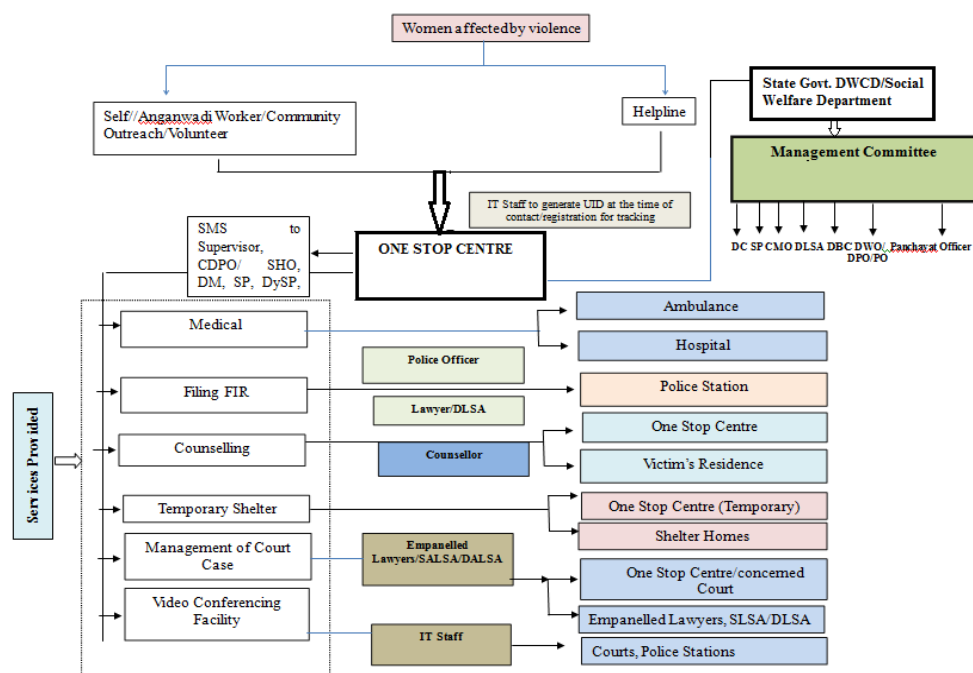 Women affected by violence
State Govt. DWCD/Social
Welfare Department
Self//Anganwadi Worker/Community
Outreach/Volunteer
Helpline
Management Committee
IT Staff to generate UID at the time of
contact/registration for tracking
SMS to
Supervisor,
CDPO/ SHO,
DM, SP, DySP,
ONE STOP CENTRE
DC SP CMO DLSA DBC DWO/ Panchayat Officer
DPO/PO
Services Provided
Medical
Ambulance
Hospital
Police Officer
Filing FIR
Police Station
Lawyer/DLSA
Counselling
Counsellor
One Stop Centre
Victim's Residence
Temporary Shelter
One Stop Centre (Temporary)
Shelter Homes
Management of Court
Case
Empanelled
Lawyers/SALSA/DALSA
One Stop Centre/concerned
Court
Empanelled Lawyers, SLSA/DLSA
Video Conferencing
Facility
IT Staff
Courts, Police Stations